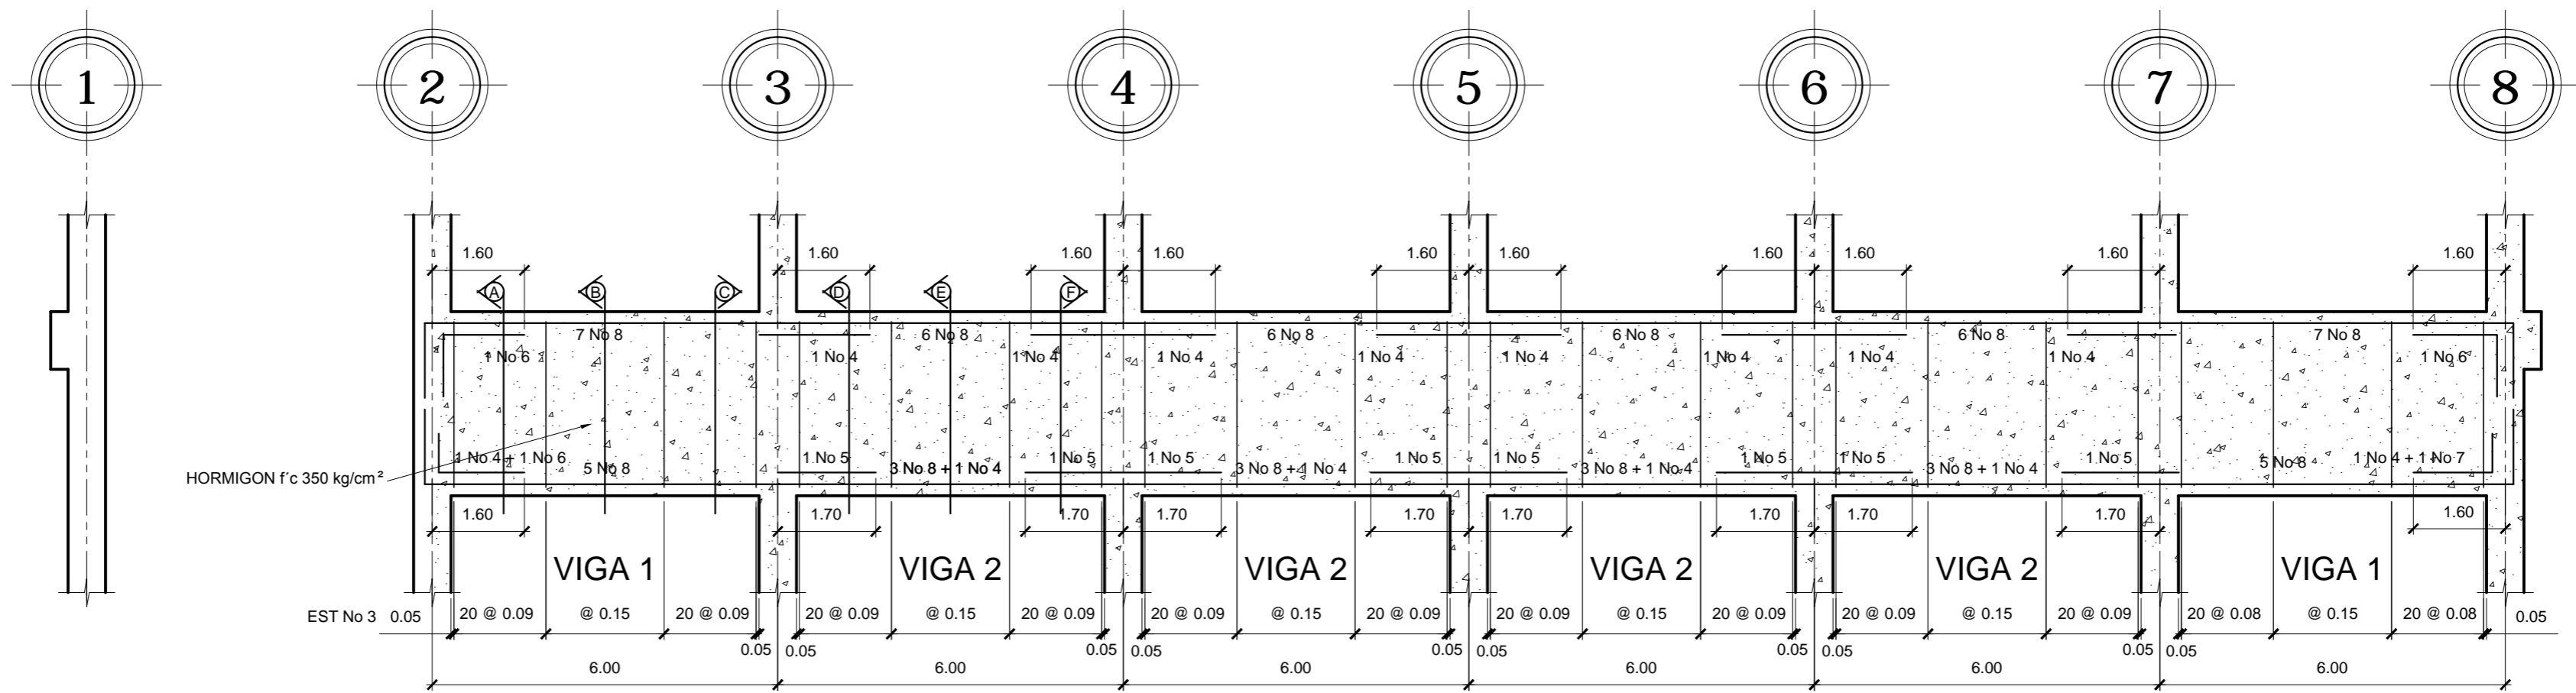 1 2 3 4 5 6 7 8
1.60 1.60 1.60 1.60 1.60 1.60 1.60 1.60 1.60 1.60
A B C D E F
7 No 8 6 No 8 6 No 8 6 No 8 6 No 8 7 No 8
1 No 6 1 No 4 1 No 4 1 No 4 1 No 4 1 No 4 1 No 4 1 No 4 1 No 4 1 No 6
1 No 4 + 1 No 6 1 No 5 1 No 5 1 No 5 1 No 5 1 No 5 1 No 5 1 No 5 1 No 5 1 No 4 + 1 No 7
5 No 8 3 No 8 + 1 No 4 3 No 8 + 1 No 4 3 No 8 + 1 No 4 3 No 8 + 1 No 4 5 No 8
HORMIGON f´c 350 kg/cm²
1.60 1.70 1.70 1.70 1.70 1.70 1.70 1.70 1.70 1.60
VIGA 1 VIGA 2 VIGA 2 VIGA 2 VIGA 2 VIGA 1
EST No 3 0.05 20 @ 0.09 @ 0.15 20 @ 0.09 20 @ 0.09 @ 0.15 20 @ 0.09 20 @ 0.09 @ 0.15 20 @ 0.09 20 @ 0.09 @ 0.15 20 @ 0.09 20 @ 0.09 @ 0.15 20 @ 0.09 20 @ 0.08 @ 0.15 20 @ 0.08 0.05
0.05 0.05 0.05 0.05 0.05 0.05 0.05 0.05 0.05 0.05
6.00 6.00 6.00 6.00 6.00 6.00